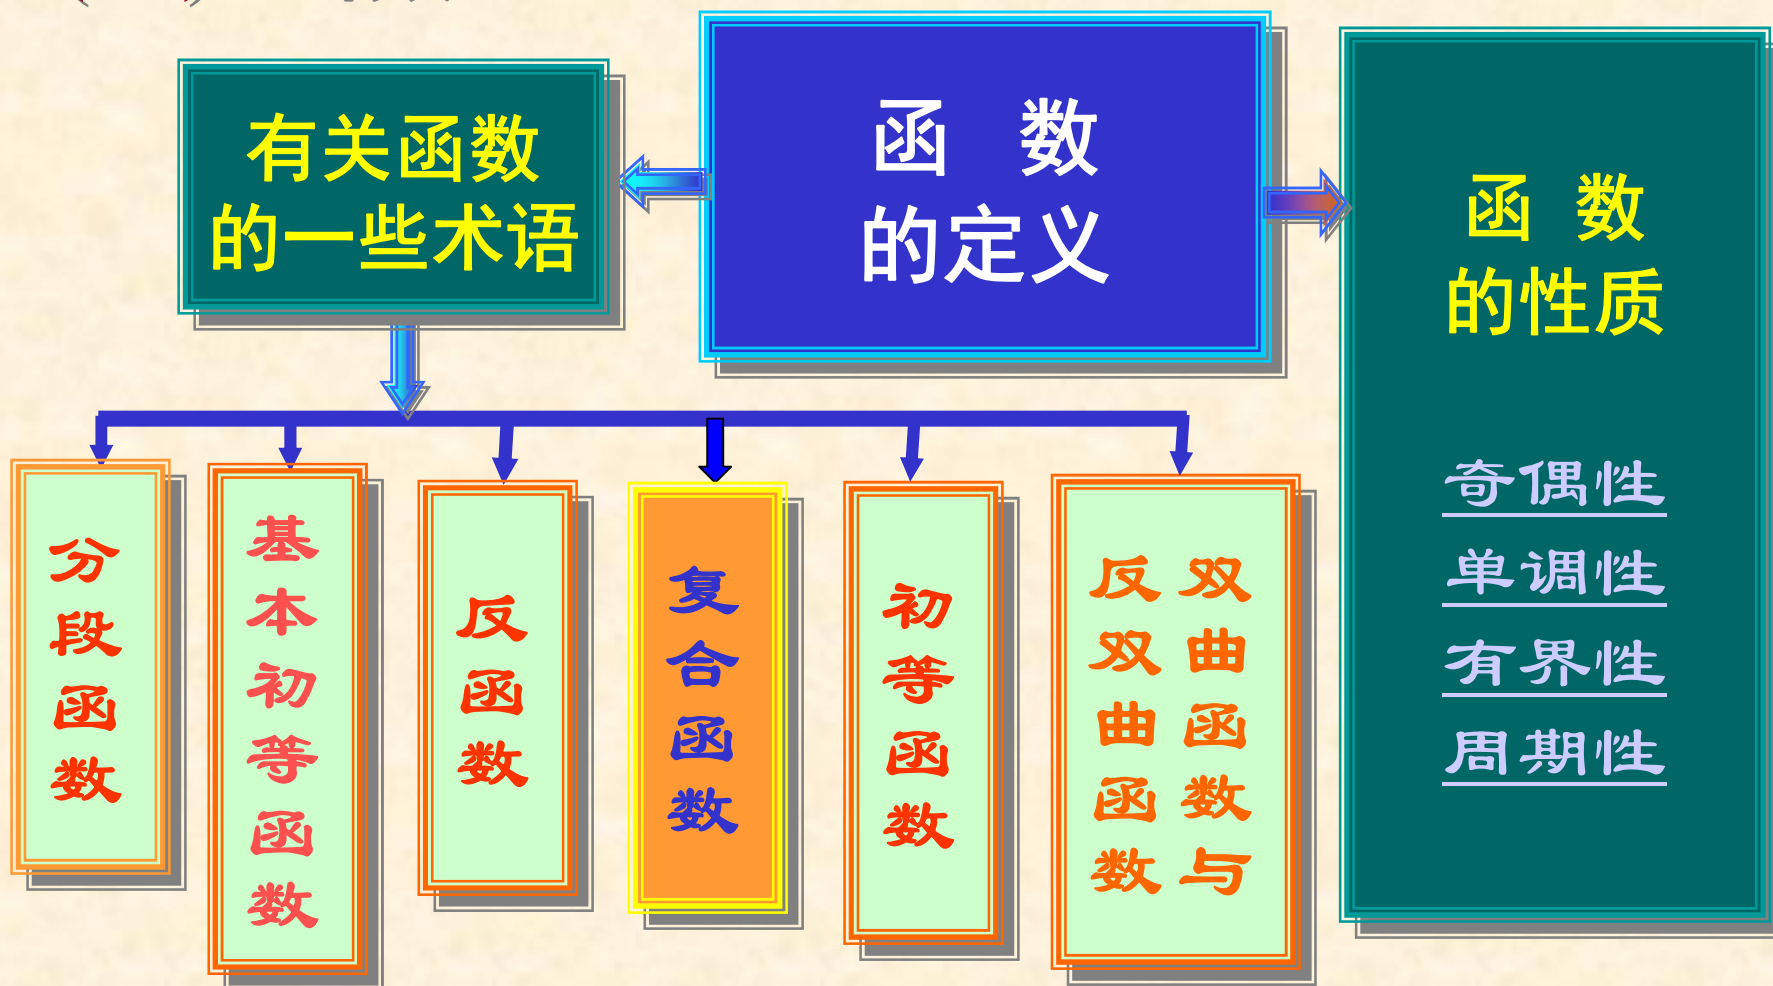 有关函数
的一些术语
函 数
的定义
函 数
的性质
奇偶性
单调性
有界性
周期性
分段函数
基本初等函数
反函数
复合函数
初等函数
双曲函数与
反双曲函数